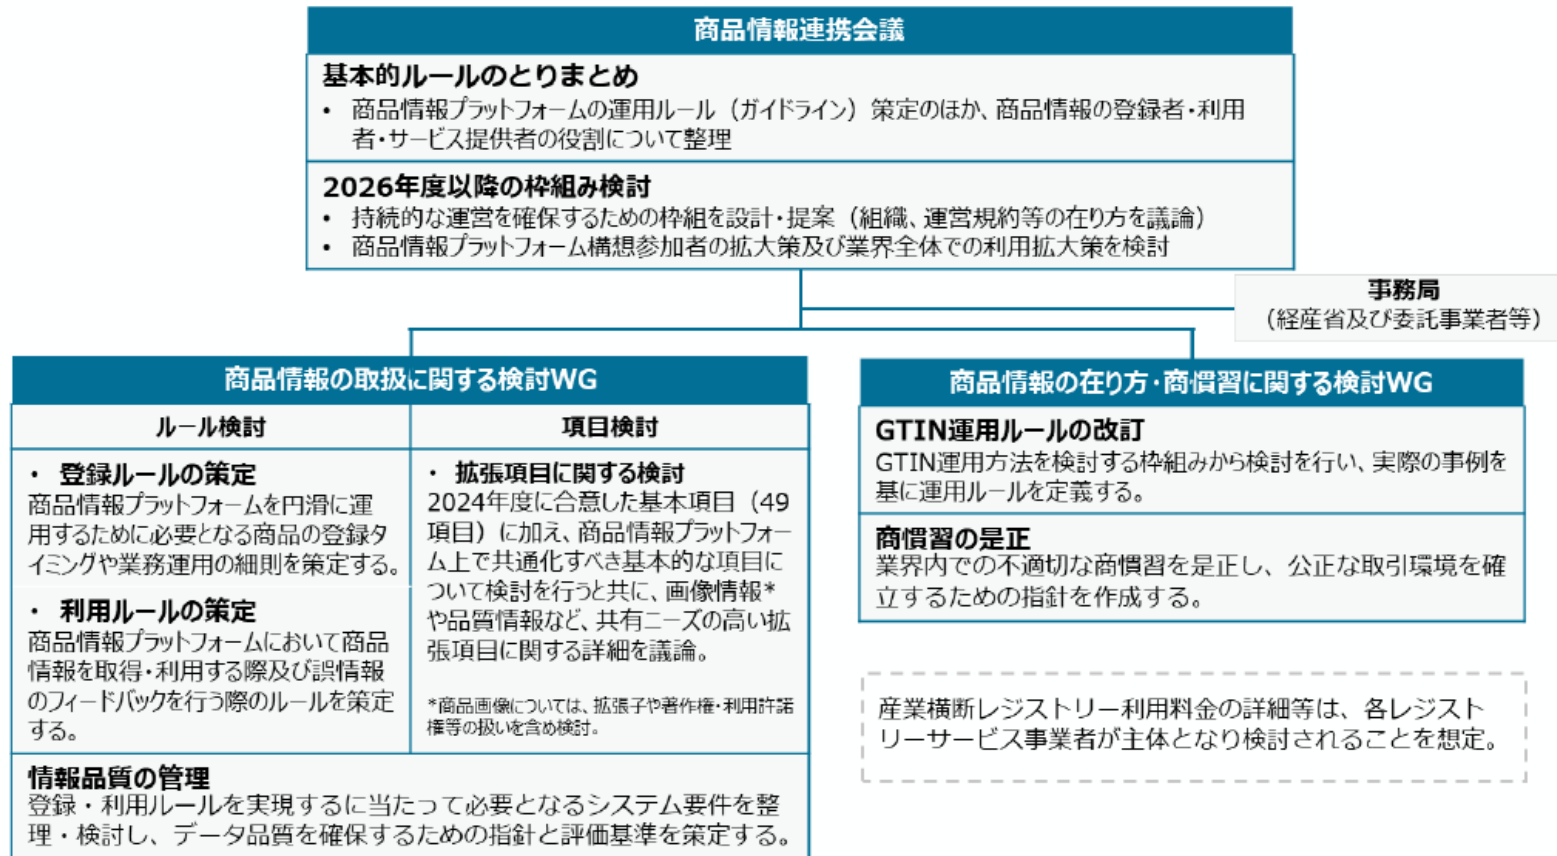 商品情報連携会議
基本的ルールのとりまとめ
• 商品情報プラットフォームの運用ルール（ガイドライン）策定のほか、商品情報の登録者・利用
者・サービス提供者の役割について整理
2026年度以降の枠組み検討
• 持続的な運営を確保するための枠組を設計・提案（組織、運営規約等の在り方を議論）
• 商品情報プラットフォーム構想参加者の拡大策及び業界全体での利用拡大策を検討
事務局
（経産省及び委託事業者等）
商品情報の取扱に関する検討WG
ルール検討
• 登録ルールの策定
商品情報プラットフォームを円滑に運
用するために必要となる商品の登録タ
イミングや業務運用の細則を策定する。
• 利用ルールの策定
商品情報プラットフォームにおいて商品
情報を取得・利用する際及び誤情報
のフィードバックを行う際のルールを策定
する。
項目検討
• 拡張項目に関する検討
2024年度に合意した基本項目（49
項目）に加え、商品情報プラットフォー
ム上で共通化すべき基本的な項目に
ついて検討を行うと共に、画像情報*
や品質情報など、共有ニーズの高い拡
張項目に関する詳細を議論。
*商品画像については、拡張子や著作権・利用許諾
権等の扱いを含め検討。
情報品質の管理
登録・利用ルールを実現するに当たって必要となるシステム要件を整
理・検討し、データ品質を確保するための指針と評価基準を策定する。
商品情報の在り方・商慣習に関する検討WG
GTIN運用ルールの改訂
GTIN運用方法を検討する枠組みから検討を行い、実際の事例を
基に運用ルールを定義する。
商慣習の是正
業界内での不適切な商慣習を是正し、公正な取引環境を確
立するための指針を作成する。
産業横断レジストリー利用料金の詳細等は、各レジスト
リーサービス事業者が主体となり検討されることを想定。